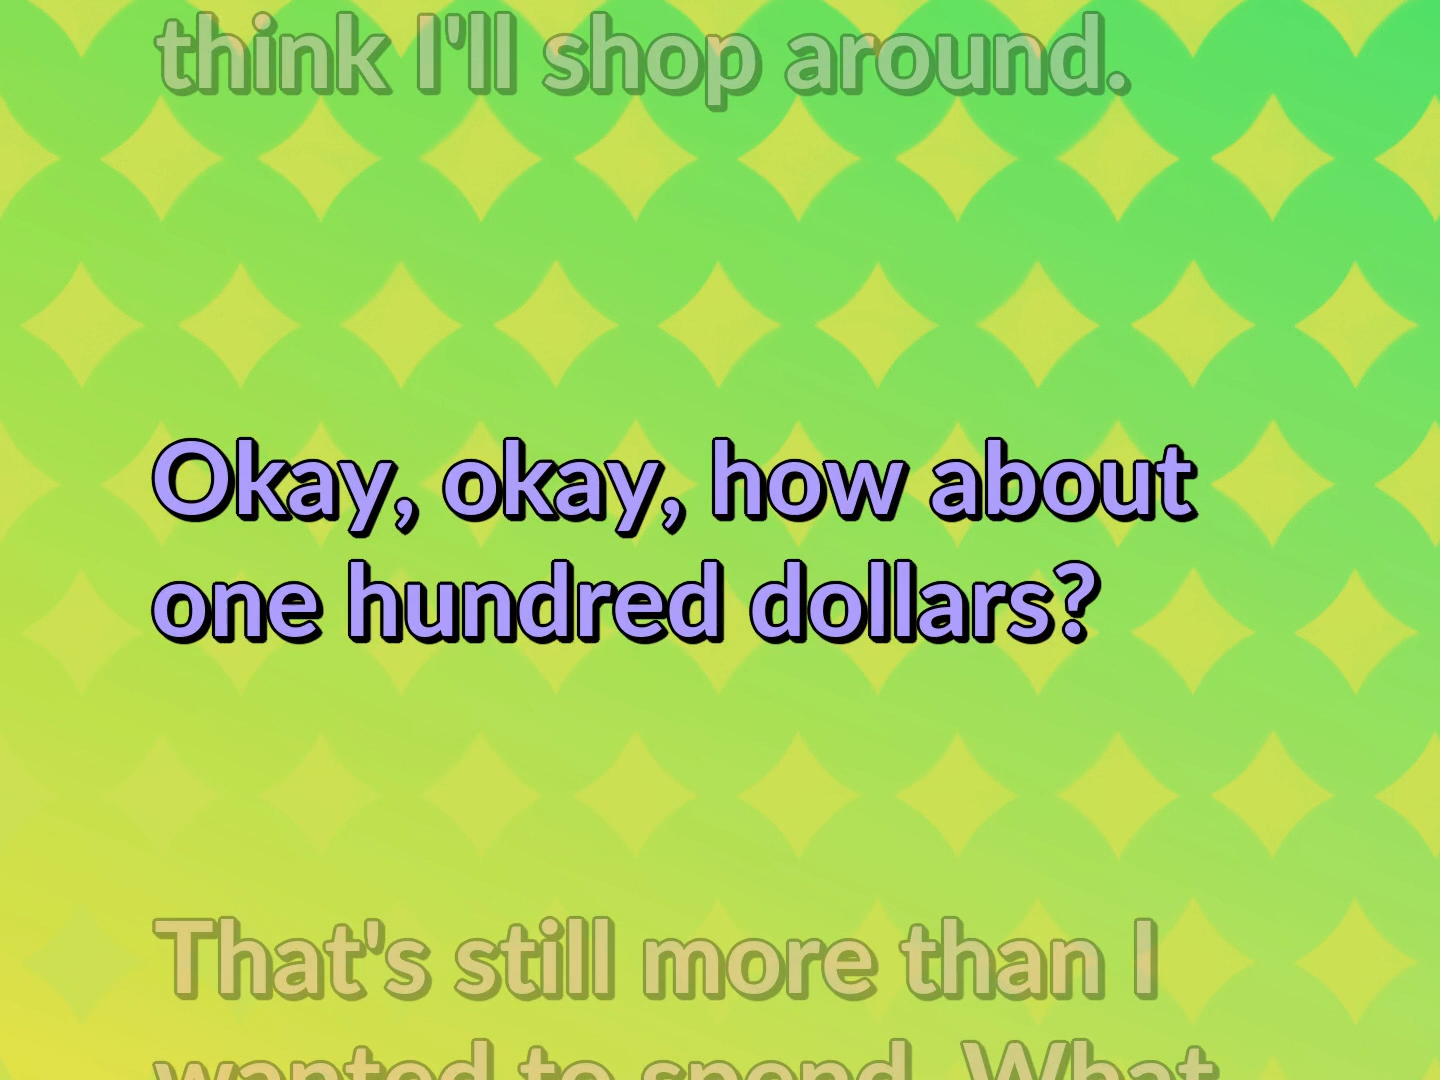 think I'll shop around.
Okay, okay, how about
one hundred dollars?
That's still more than I
wanted to spend. What